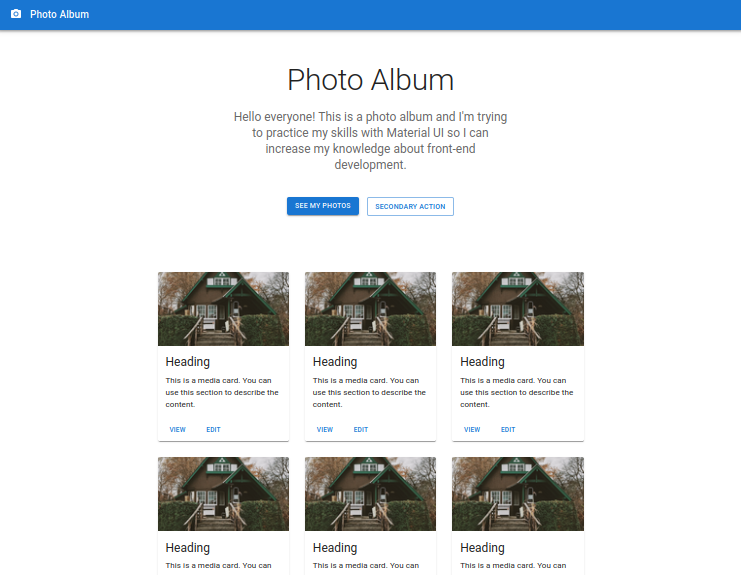 Photo Album
Photo Album
Hello everyone! This is a photo album and I'm trying
to practice my skills with Material UI so I can
increase my knowledge about front-end
development.
SEE MY PHOTOS
SECONDARY ACTION
Heading
This is a media card. You can
use this section to describe the
content.
VIEW EDIT
Heading
This is a media card. You can
use this section to describe the
content.
VIEW EDIT
Heading
This is a media card. You can
use this section to describe the
content.
VIEW EDIT
Heading
This is a media card. You can
Heading
This is a media card. You can
Heading
This is a media card. You can